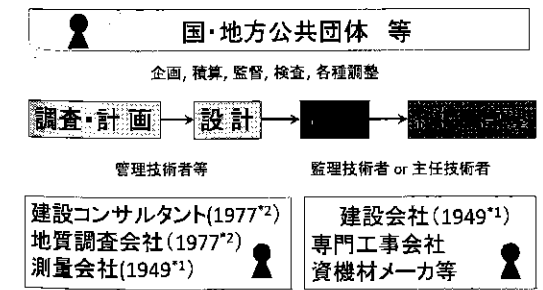 国・地方公共団体 等
企画, 積算, 監督, 検査, 各種調整
調査・計画 設計
管理技術者等 監理技術者 or 主任技術者
建設コンサルタント(1977*2)
地質調査会社(1977*2)
測量会社(1949*1)
建設会社(1949*1)
専門工事会社
資機材メーカ等